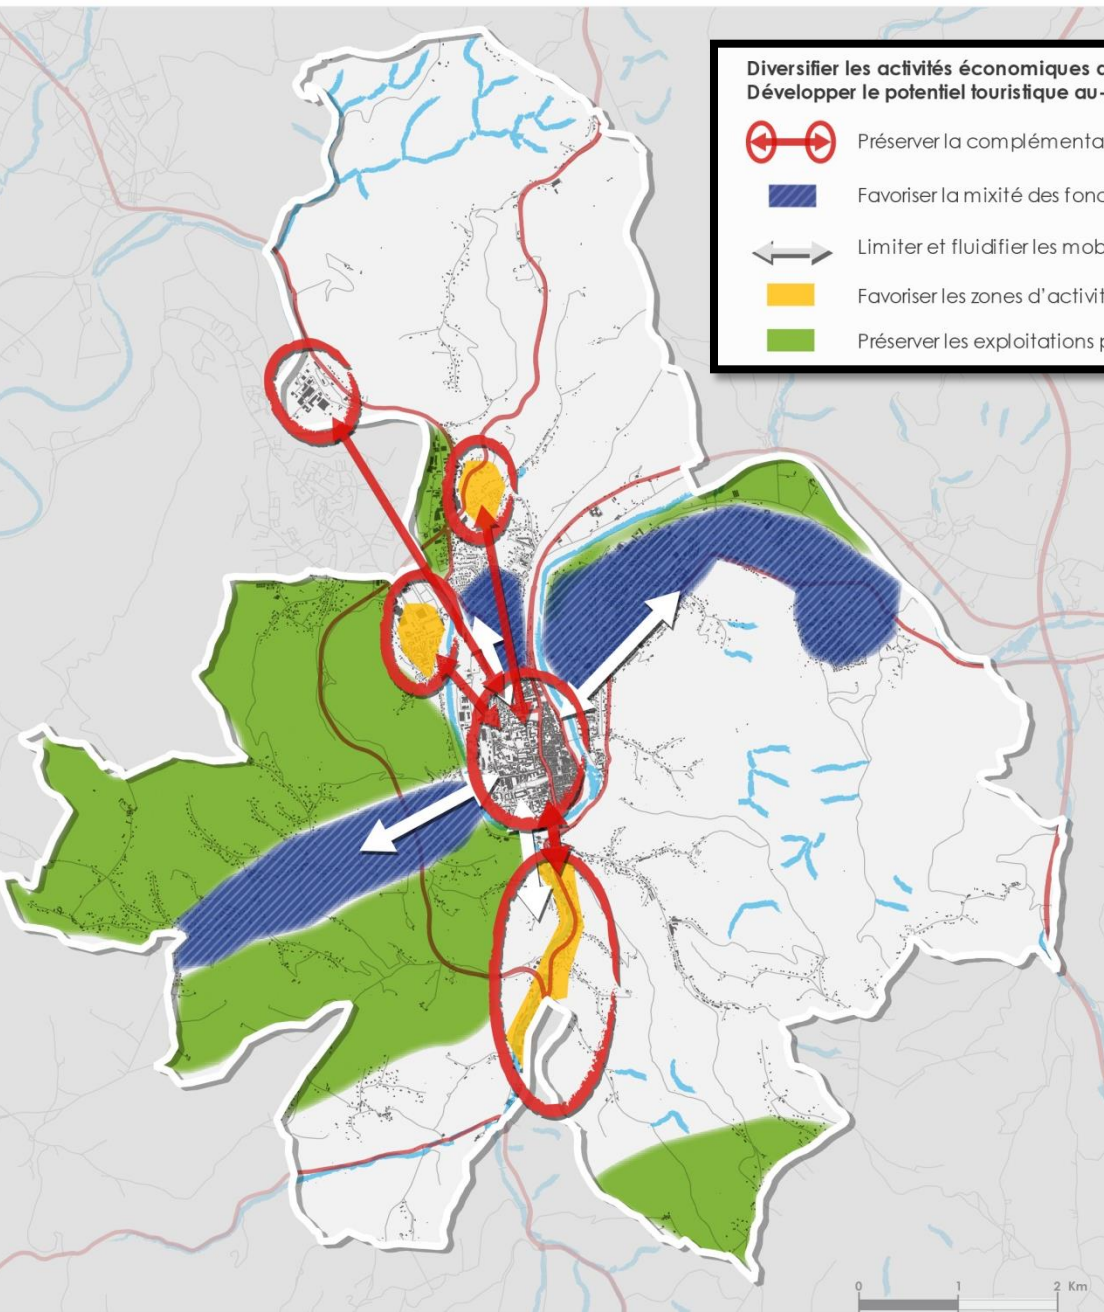 Diversifier les activités économiques
Développer le potentiel touristique au-
Préserver la complémenta
Favoriser la mixité des fonc
Limiter et fluidifier les mob
Favoriser les zones d'activit
Préserver les exploitations
0 1 2 Km